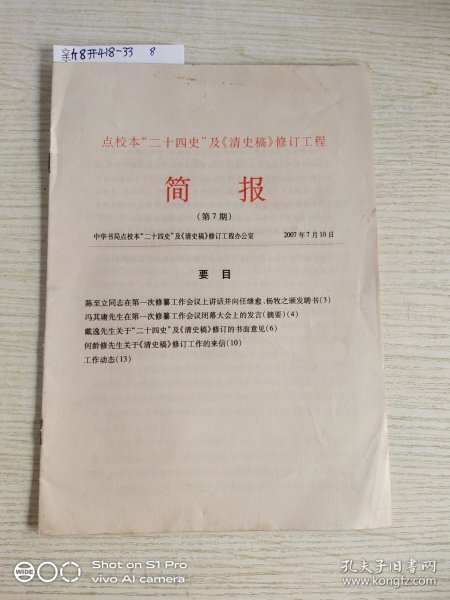 亲48开418-33 8
点校本“二十四史”及《清史稿》修订工程
简 报
(第7期)
中华书局点校本“二十四史”及《清史稿》修订工程办公室 2007年7月10日
要 目
陈至立同志在第一次修纂工作会议上讲话并向任继愈、杨牧之颁发聘书(3)
冯其庸先生在第一次修纂工作会议闭幕大会上的发言(摘要)(4)
戴逸先生关于“二十四史”及《清史稿》修订的书面意见(6)
何龄修先生关于《清史稿》修订工作的来信(10)
工作动态(13)
WIDE
Shot on S1 Pro
vivo AI camera
孔夫子旧书网
www.kongfz.com